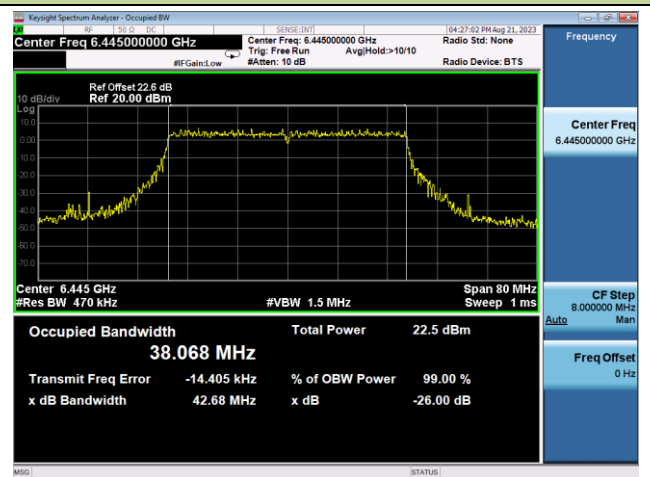 Keysight Spectrum Analyzer - Occupied BW
RF 50 Ω DC SENSE:INT 04:27:02 PM Aug 21, 2023
Center Freq 6.445000000 GHz Center Freq: 6.445000000 GHz Radio Std: None
Trig: Free Run Avg|Hold:>10/10
#IFGain:Low #Atten: 10 dB Radio Device: BTS
Frequency
Ref Offset 22.6 dB
10 dB/div Ref 20.00 dBm
Log
10.0
0.00
-10.0
-20.0
-30.0
-40.0
-50.0
-60.0
-70.0
Center 6.445 GHz Span 80 MHz
#Res BW 470 kHz #VBW 1.5 MHz Sweep 1 ms
Occupied Bandwidth Total Power 22.5 dBm
38.068 MHz
Transmit Freq Error -14.405 kHz % of OBW Power 99.00 %
x dB Bandwidth 42.68 MHz x dB -26.00 dB
Center Freq
6.445000000 GHz
CF Step
8.000000 MHz
Auto Man
Freq Offset
0 Hz
MSG STATUS